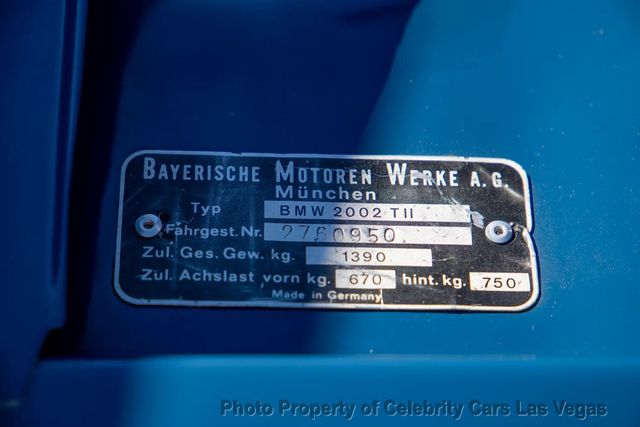 BAYERISCHE MOTOREN WERKE A.G.
München
Typ BMW 2002 TII
Fahrgest. Nr. 2760950
Zul. Ges. Gew. kg. 1390
Zul. Achslast vorn kg. 670 hint. kg. 750
Made in Germany
Photo Property of Celebrity Cars Las Vegas